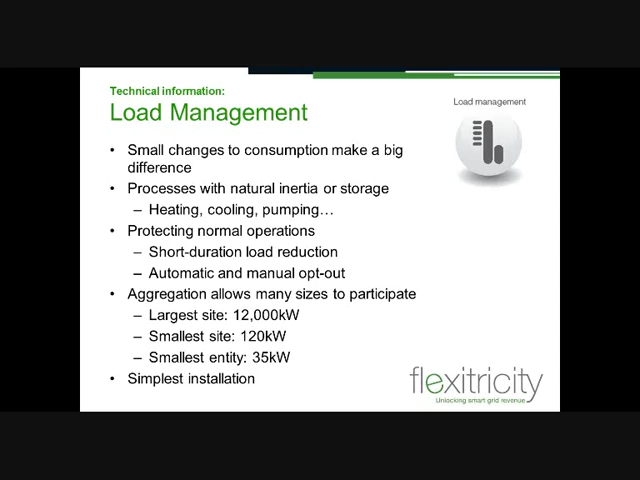 Technical information:
Load Management
Load management
• Small changes to consumption make a big
difference
• Processes with natural inertia or storage
– Heating, cooling, pumping…
• Protecting normal operations
– Short-duration load reduction
– Automatic and manual opt-out
• Aggregation allows many sizes to participate
– Largest site: 12,000kW
– Smallest site: 120kW
– Smallest entity: 35kW
• Simplest installation
flexitricity
Unlocking smart grid revenue